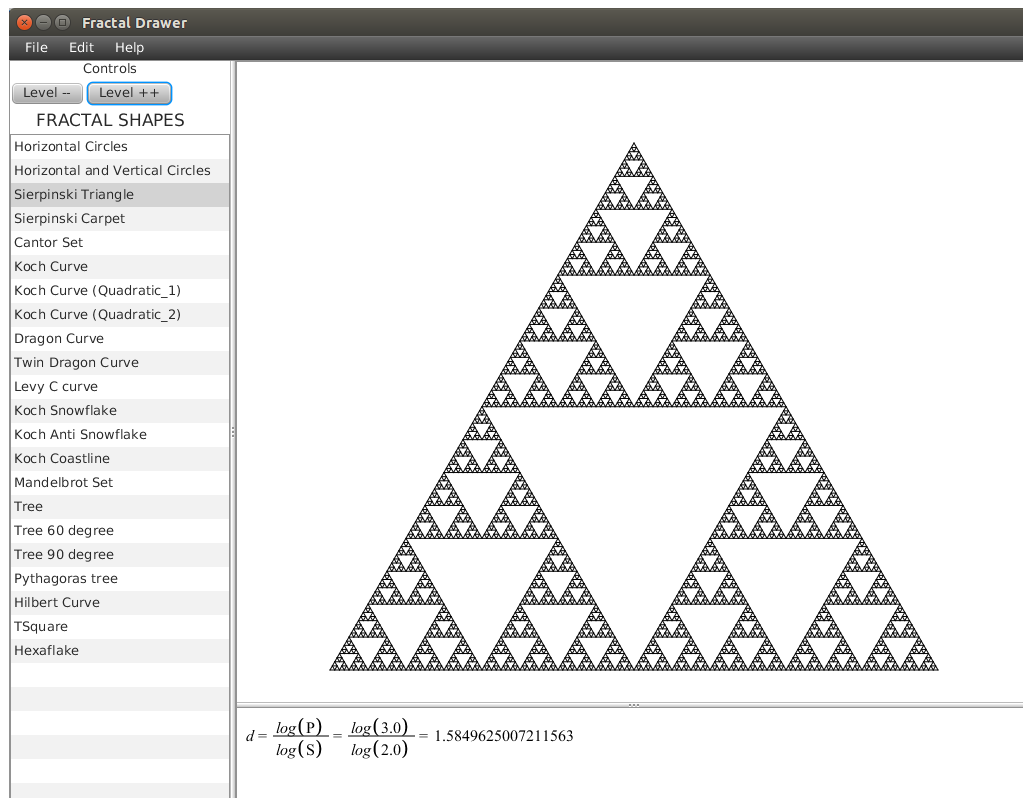 Fractal Drawer
File Edit Help
Controls
Level -- Level ++
FRACTAL SHAPES
Horizontal Circles
Horizontal and Vertical Circles
Sierpinski Triangle
Sierpinski Carpet
Cantor Set
Koch Curve
Koch Curve (Quadratic_1)
Koch Curve (Quadratic_2)
Dragon Curve
Twin Dragon Curve
Levy C curve
Koch Snowflake
Koch Anti Snowflake
Koch Coastline
Mandelbrot Set
Tree
Tree 60 degree
Tree 90 degree
Pythagoras tree
Hilbert Curve
TSquare
Hexaflake
d = log(P) / log(S) = log(3.0) / log(2.0) = 1.5849625007211563